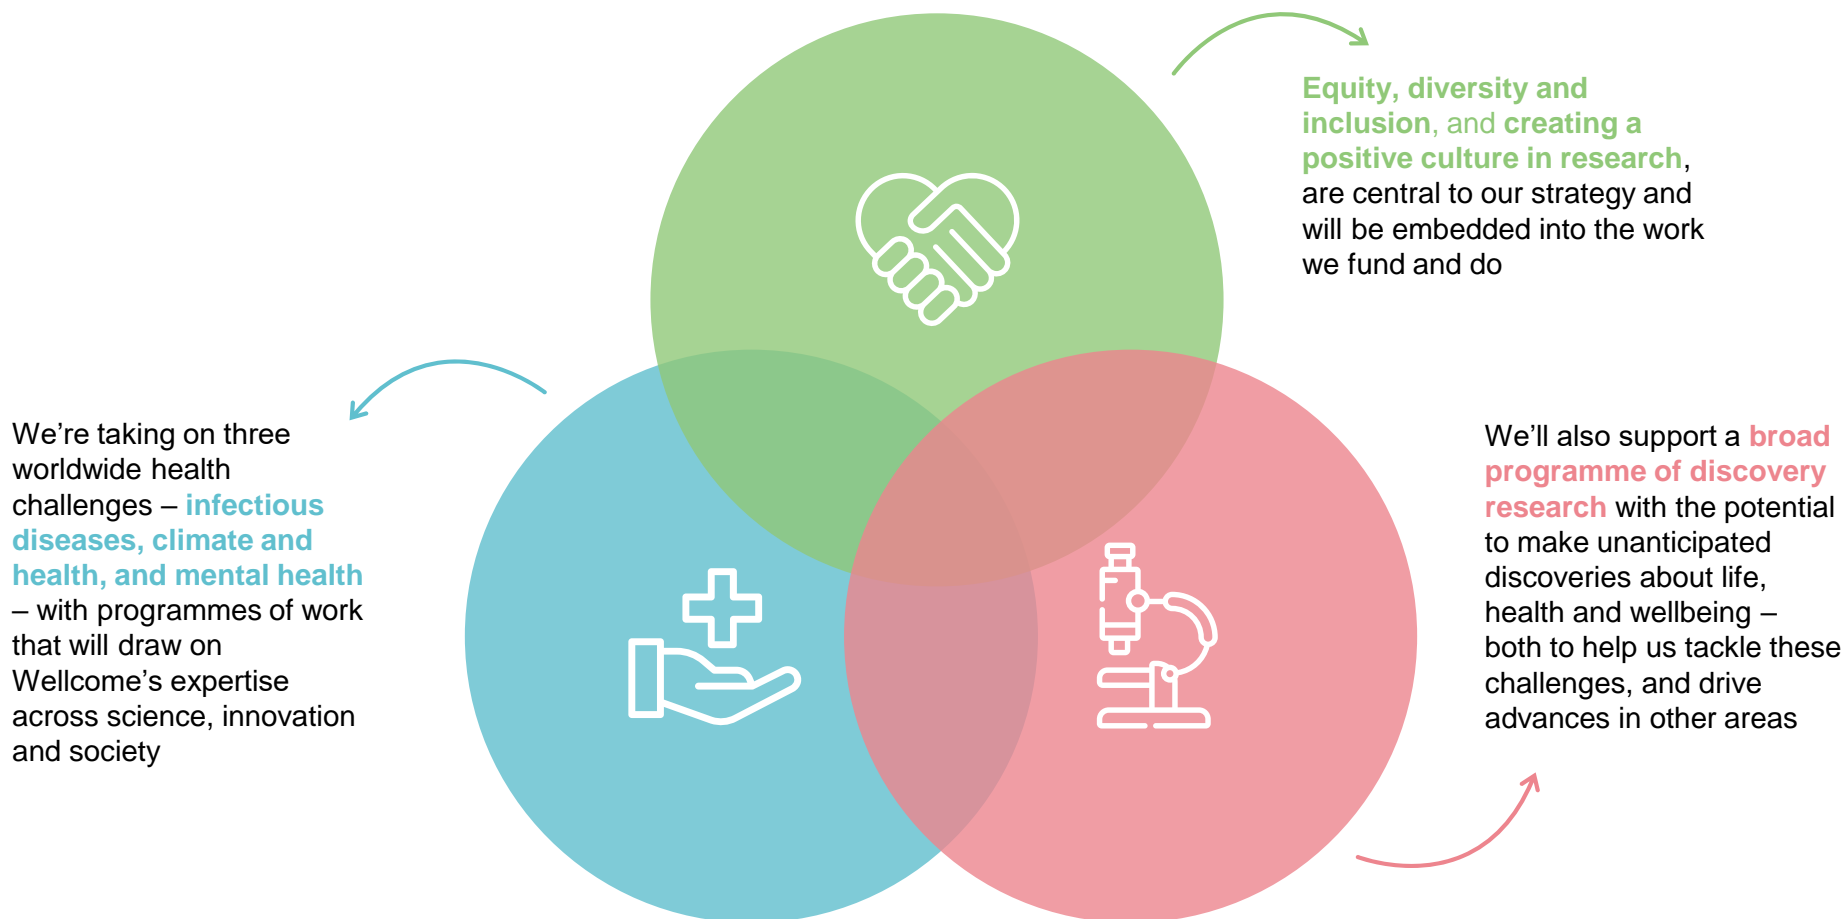 Equity, diversity and
inclusion, and creating a
positive culture in research,
are central to our strategy and
will be embedded into the work
we fund and do
We’re taking on three
worldwide health
challenges – infectious
diseases, climate and
health, and mental health
– with programmes of work
that will draw on
Wellcome’s expertise
across science, innovation
and society
We’ll also support a broad
programme of discovery
research with the potential
to make unanticipated
discoveries about life,
health and wellbeing –
both to help us tackle these
challenges, and drive
advances in other areas